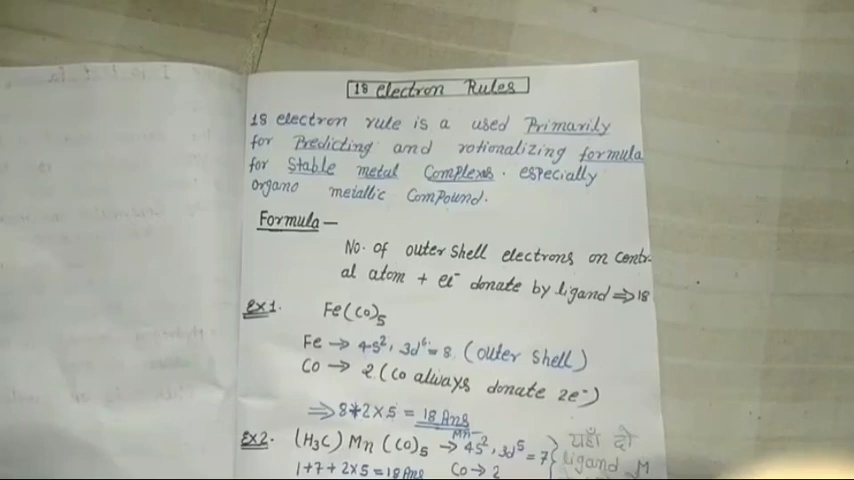 18 electron Rules
18 electron rule is a used Primarily
for Predicting and rotionalizing formula
for Stable metal Complexes. especially
Organo metallic Compound.
Formula—
No. of outer shell electrons on centr-
al atom + el⁻ donate by ligand ⇒ 18
Ex1. Fe(CO)₅
Fe → 4S², 3d⁶ = 8. (outer shell)
CO → 2. (CO always donate 2e⁻)
⇒ 8+2×5 = 18 Ans
Ex2. (H₃C) Mn (CO)₅ → Mn— 4S², 3d⁵ = 7 } यहाँ दो
1+7+2×5 = 18 Ans CO → 2 ligand